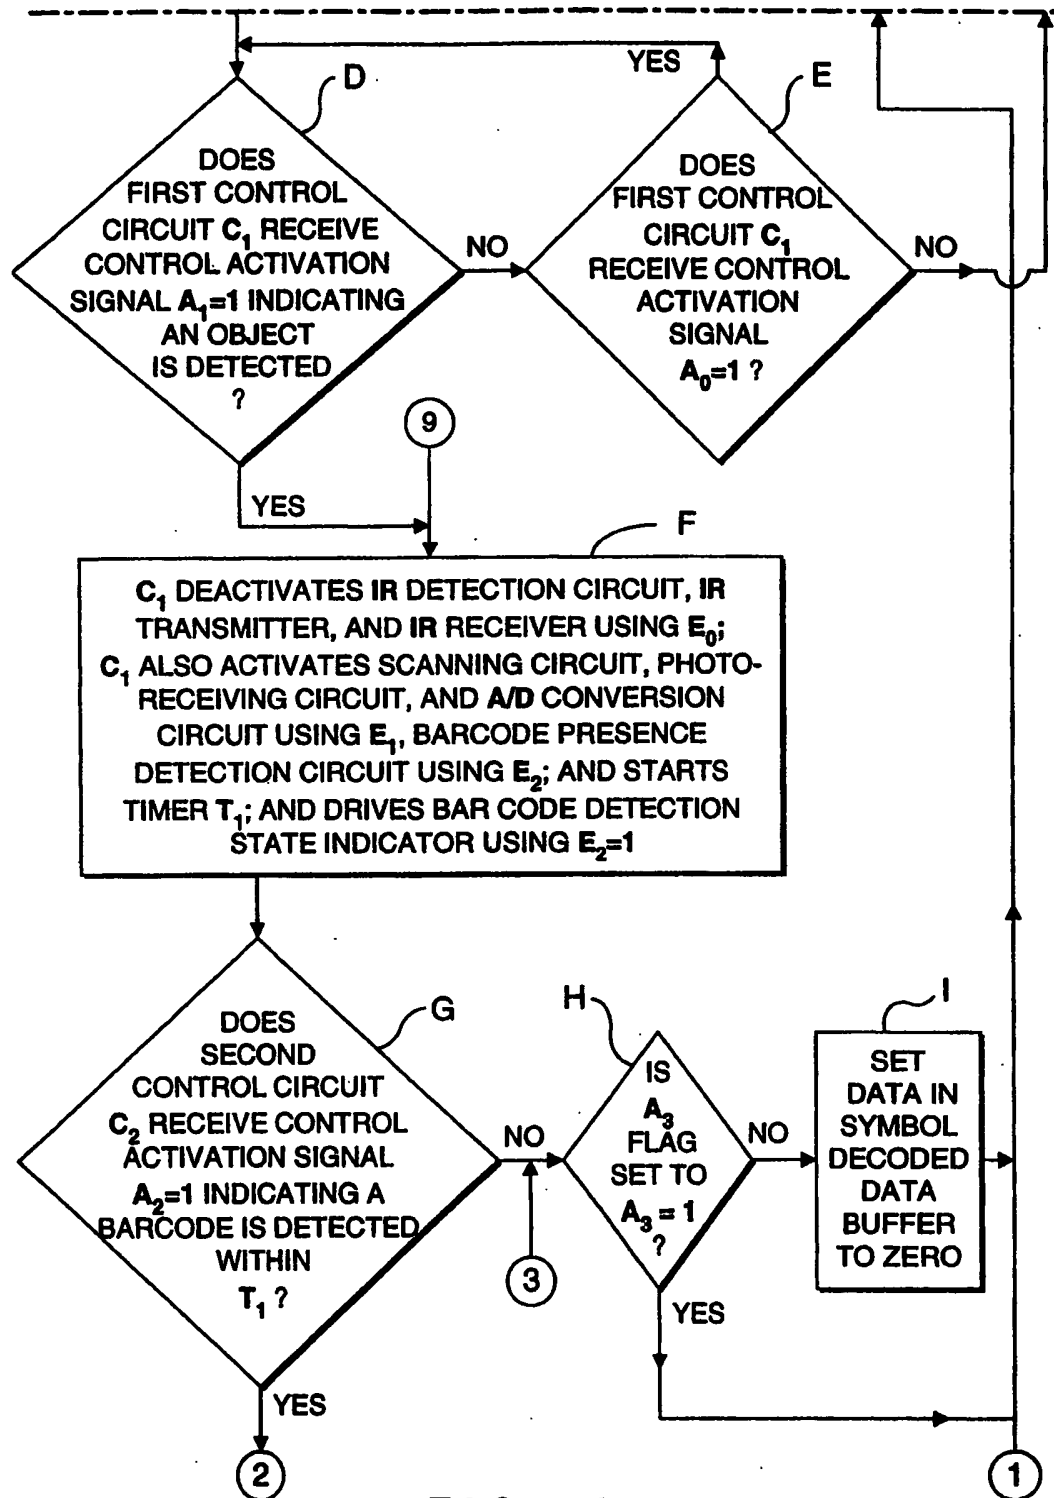 YES
D
E
DOES
FIRST CONTROL
CIRCUIT C₁ RECEIVE
CONTROL ACTIVATION
SIGNAL A₁=1 INDICATING
AN OBJECT
IS DETECTED
?
NO
DOES
FIRST CONTROL
CIRCUIT C₁
RECEIVE CONTROL
ACTIVATION
SIGNAL
A₀=1 ?
NO
9
YES
F
C₁ DEACTIVATES IR DETECTION CIRCUIT, IR
TRANSMITTER, AND IR RECEIVER USING E₀;
C₁ ALSO ACTIVATES SCANNING CIRCUIT, PHOTO-
RECEIVING CIRCUIT, AND A/D CONVERSION
CIRCUIT USING E₁, BARCODE PRESENCE
DETECTION CIRCUIT USING E₂; AND STARTS
TIMER T₁; AND DRIVES BAR CODE DETECTION
STATE INDICATOR USING E₂=1
G
DOES
SECOND
CONTROL CIRCUIT
C₂ RECEIVE CONTROL
ACTIVATION SIGNAL
A₂=1 INDICATING A
BARCODE IS DETECTED
WITHIN
T₁ ?
NO
3
H
IS
A₃
FLAG
SET TO
A₃ = 1
?
NO
I
SET
DATA IN
SYMBOL
DECODED
DATA
BUFFER
TO ZERO
YES
YES
2
1